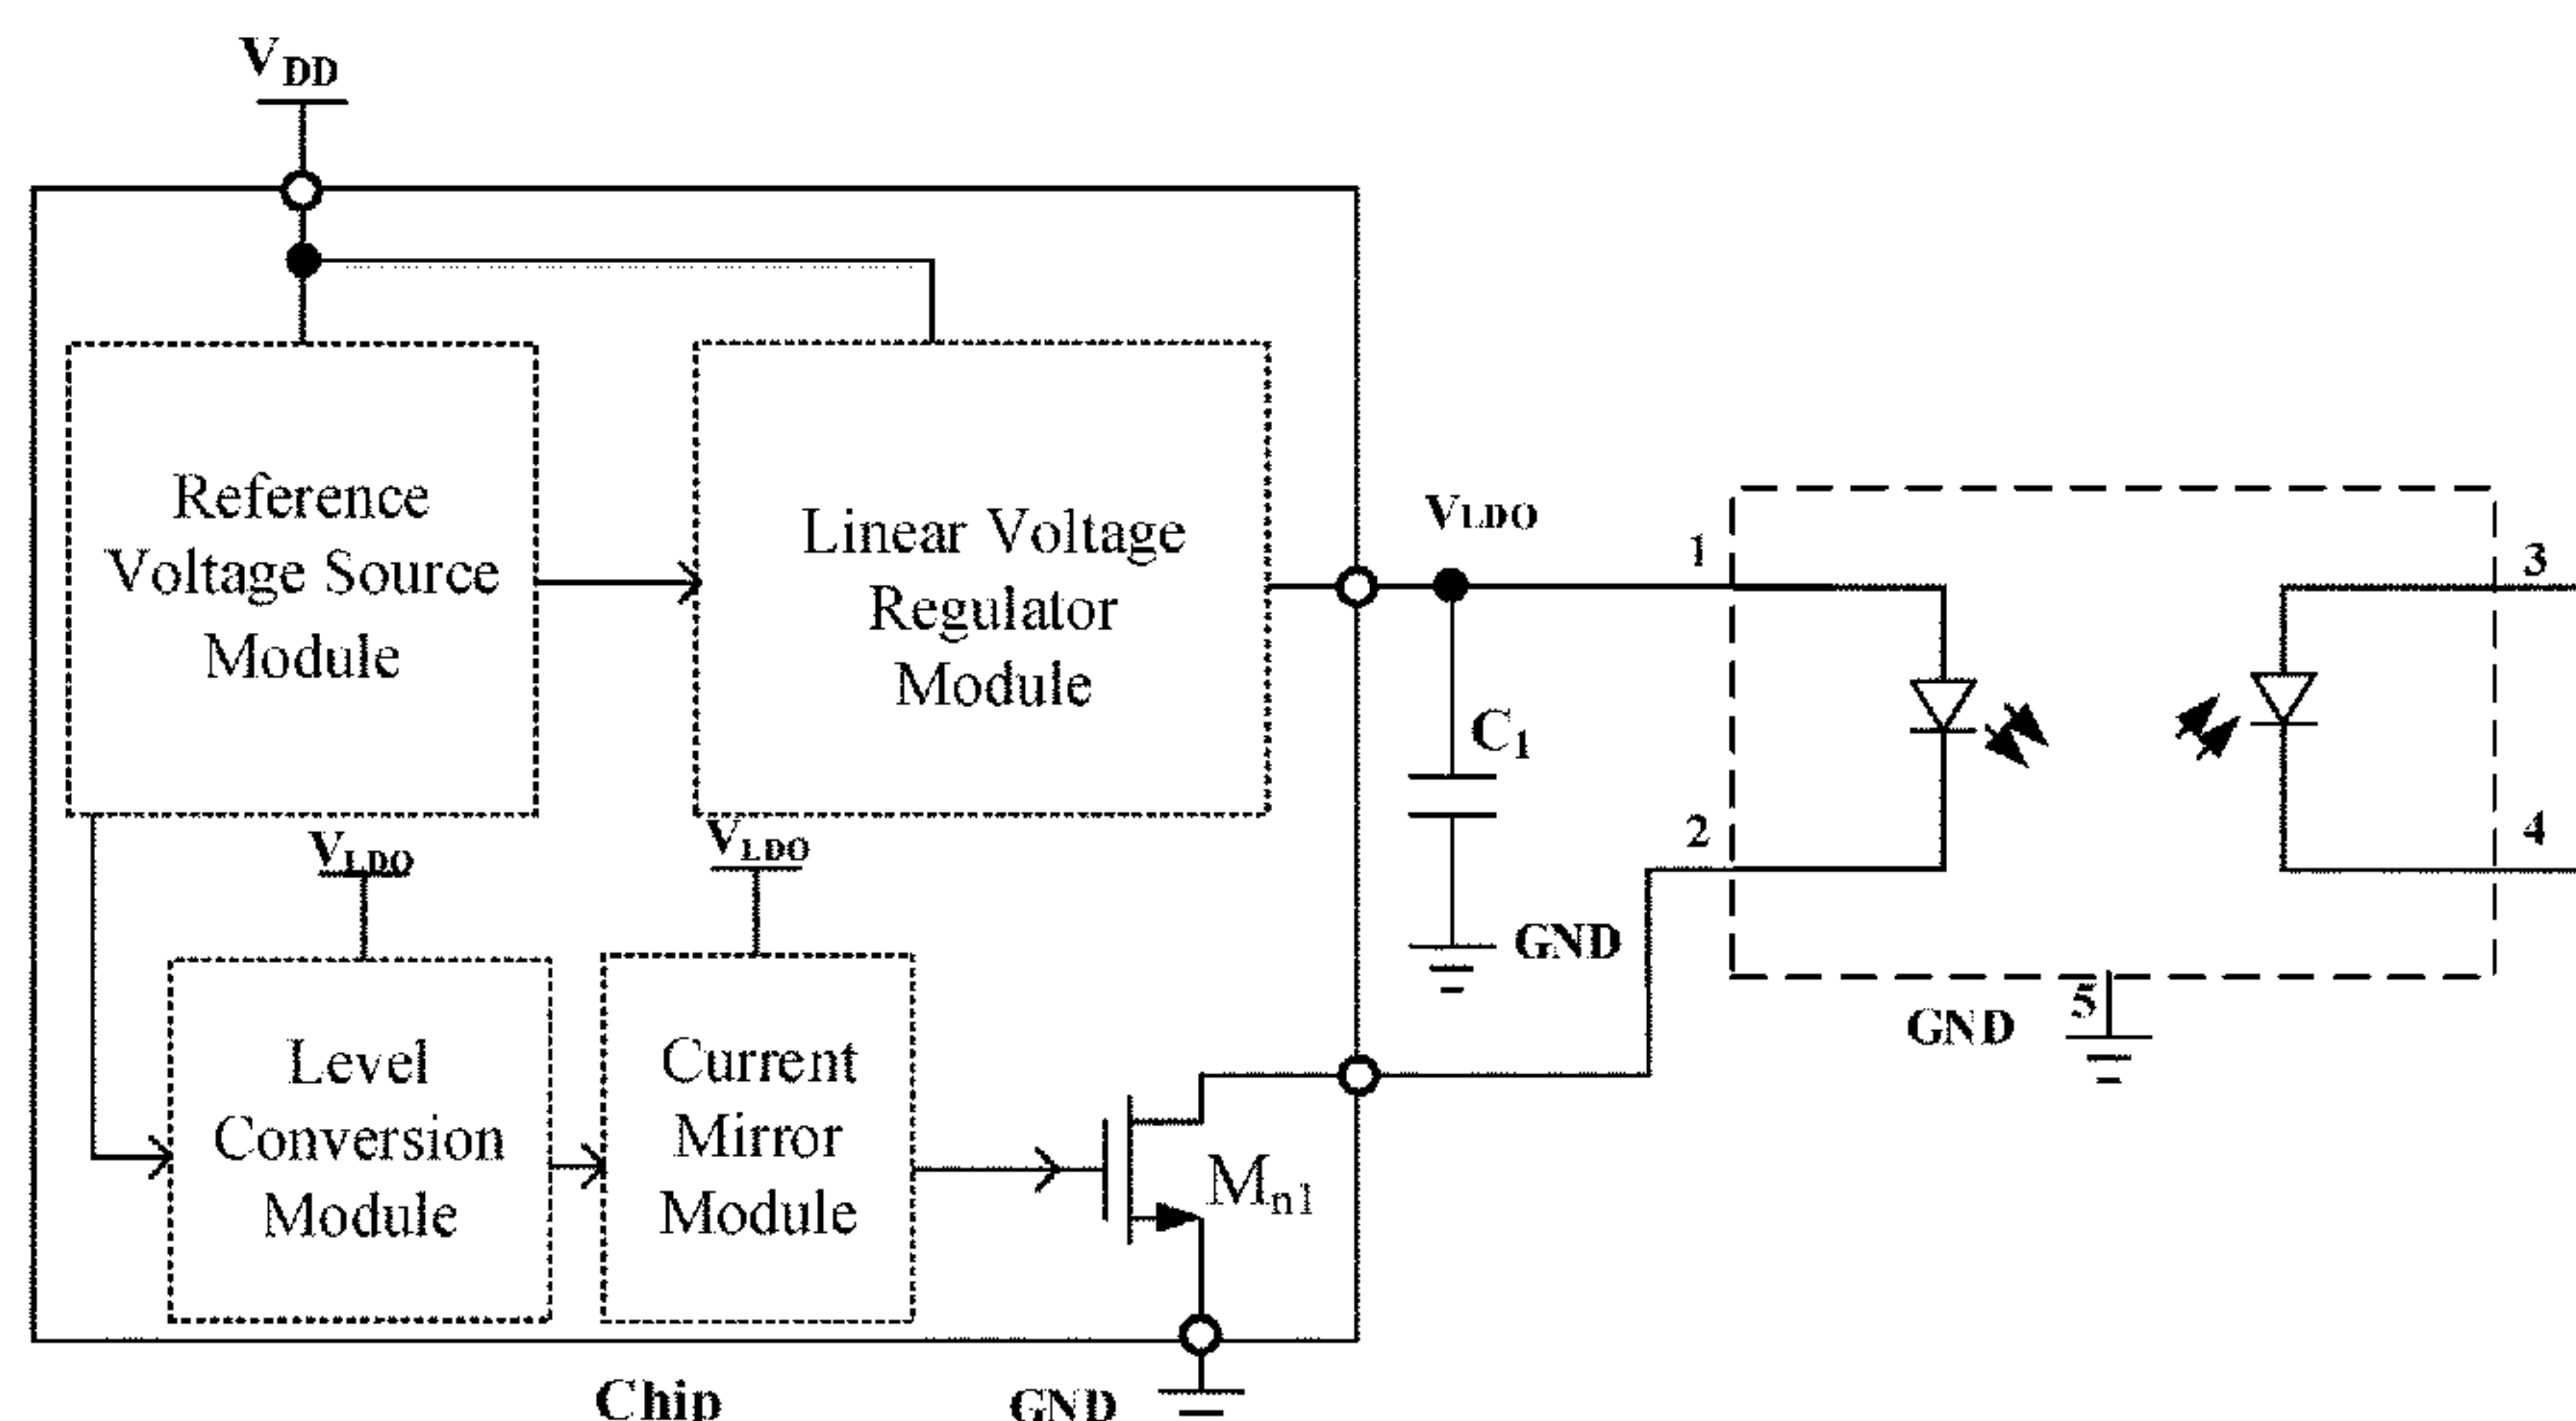 VDD
Reference
Voltage Source
Module
Linear Voltage
Regulator
Module
VLDO
1
3
C1
2
4
VLDO
VLDO
GND
5
GND
Level
Conversion
Module
Current
Mirror
Module
Mn1
Chip
GND